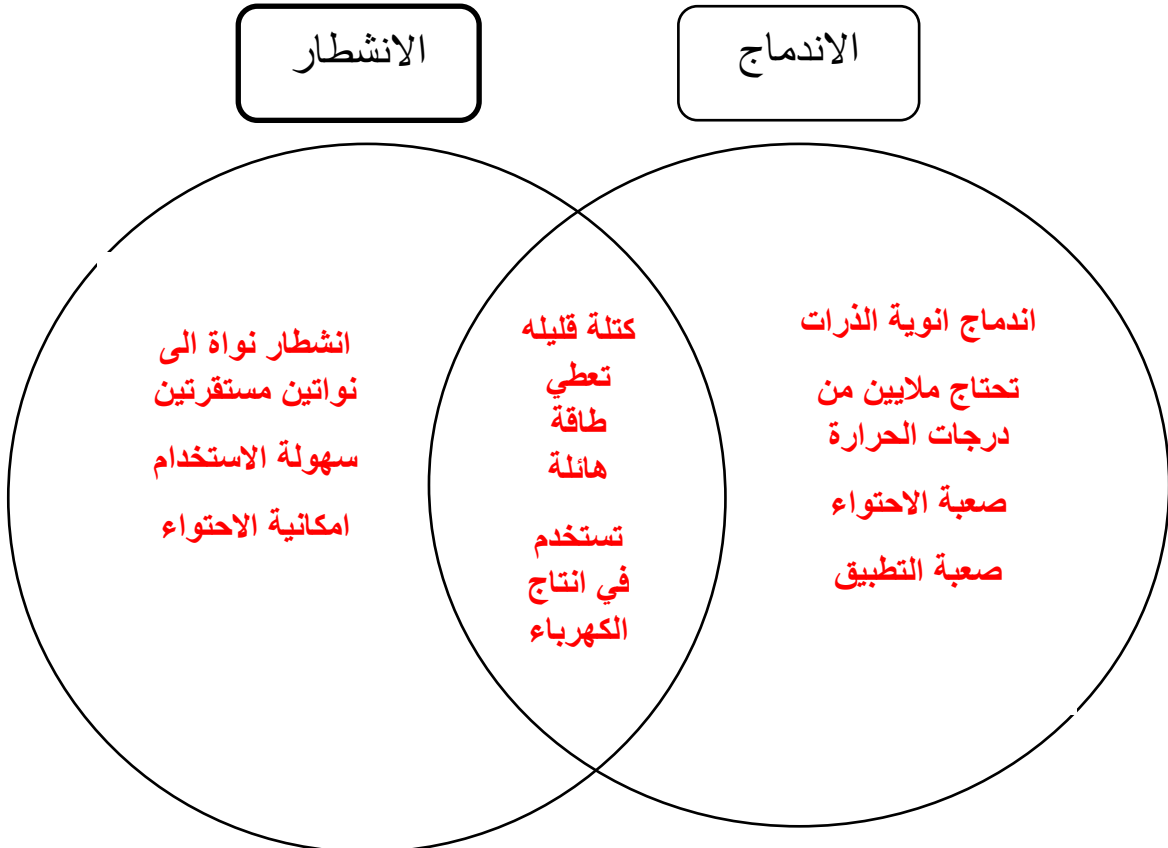 الاندماج
الانشطار
اندماج انوية الذرات
تحتاج ملايين من
درجات الحرارة
صعبة الاحتواء
صعبة التطبيق
كتلة قليله
تعطي
طاقة
هائلة
تستخدم
في انتاج
الكهرباء
انشطار نواة الى
نواتين مستقرتين
سهولة الاستخدام
امكانية الاحتواء